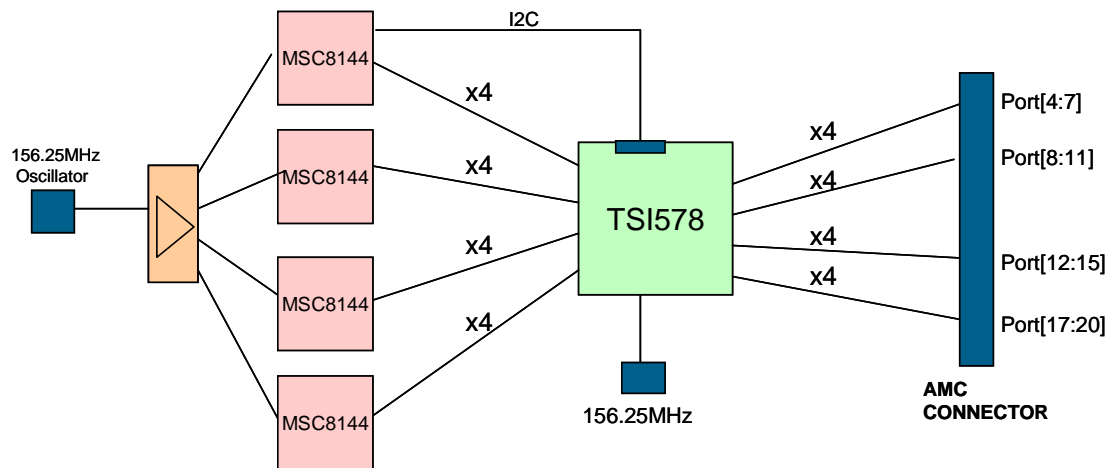 I2C
MSC8144
x4
Port[4:7]
x4
156.25MHz
Oscillator
MSC8144
x4
Port[8:11]
x4
TSI578
x4
x4
Port[12:15]
MSC8144
x4
x4
Port[17:20]
MSC8144
156.25MHz
AMC
CONNECTOR